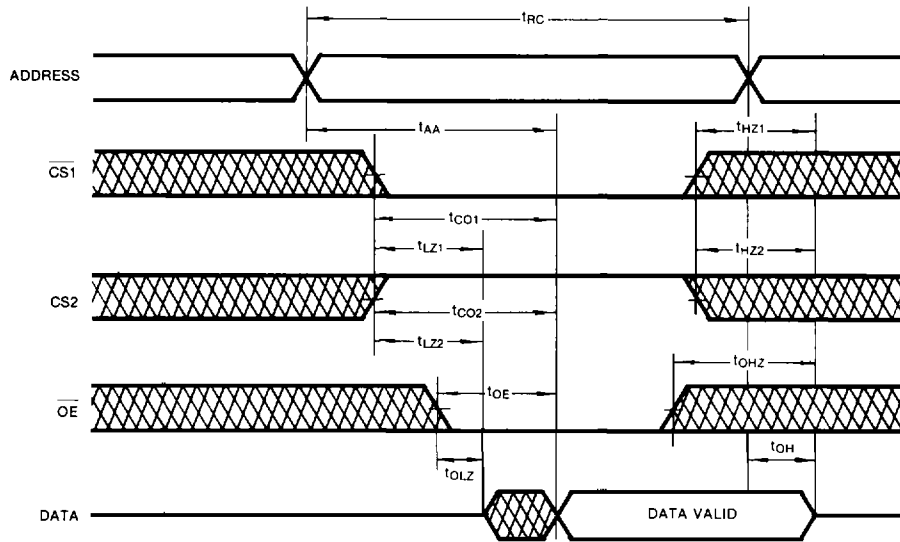 tRC
ADDRESS
tAA
tHZ1
CS1
tCO1
tLZ1
tHZ2
CS2
tCO2
tLZ2
tOHZ
tOE
OE
tOLZ
tOH
DATA
DATA VALID